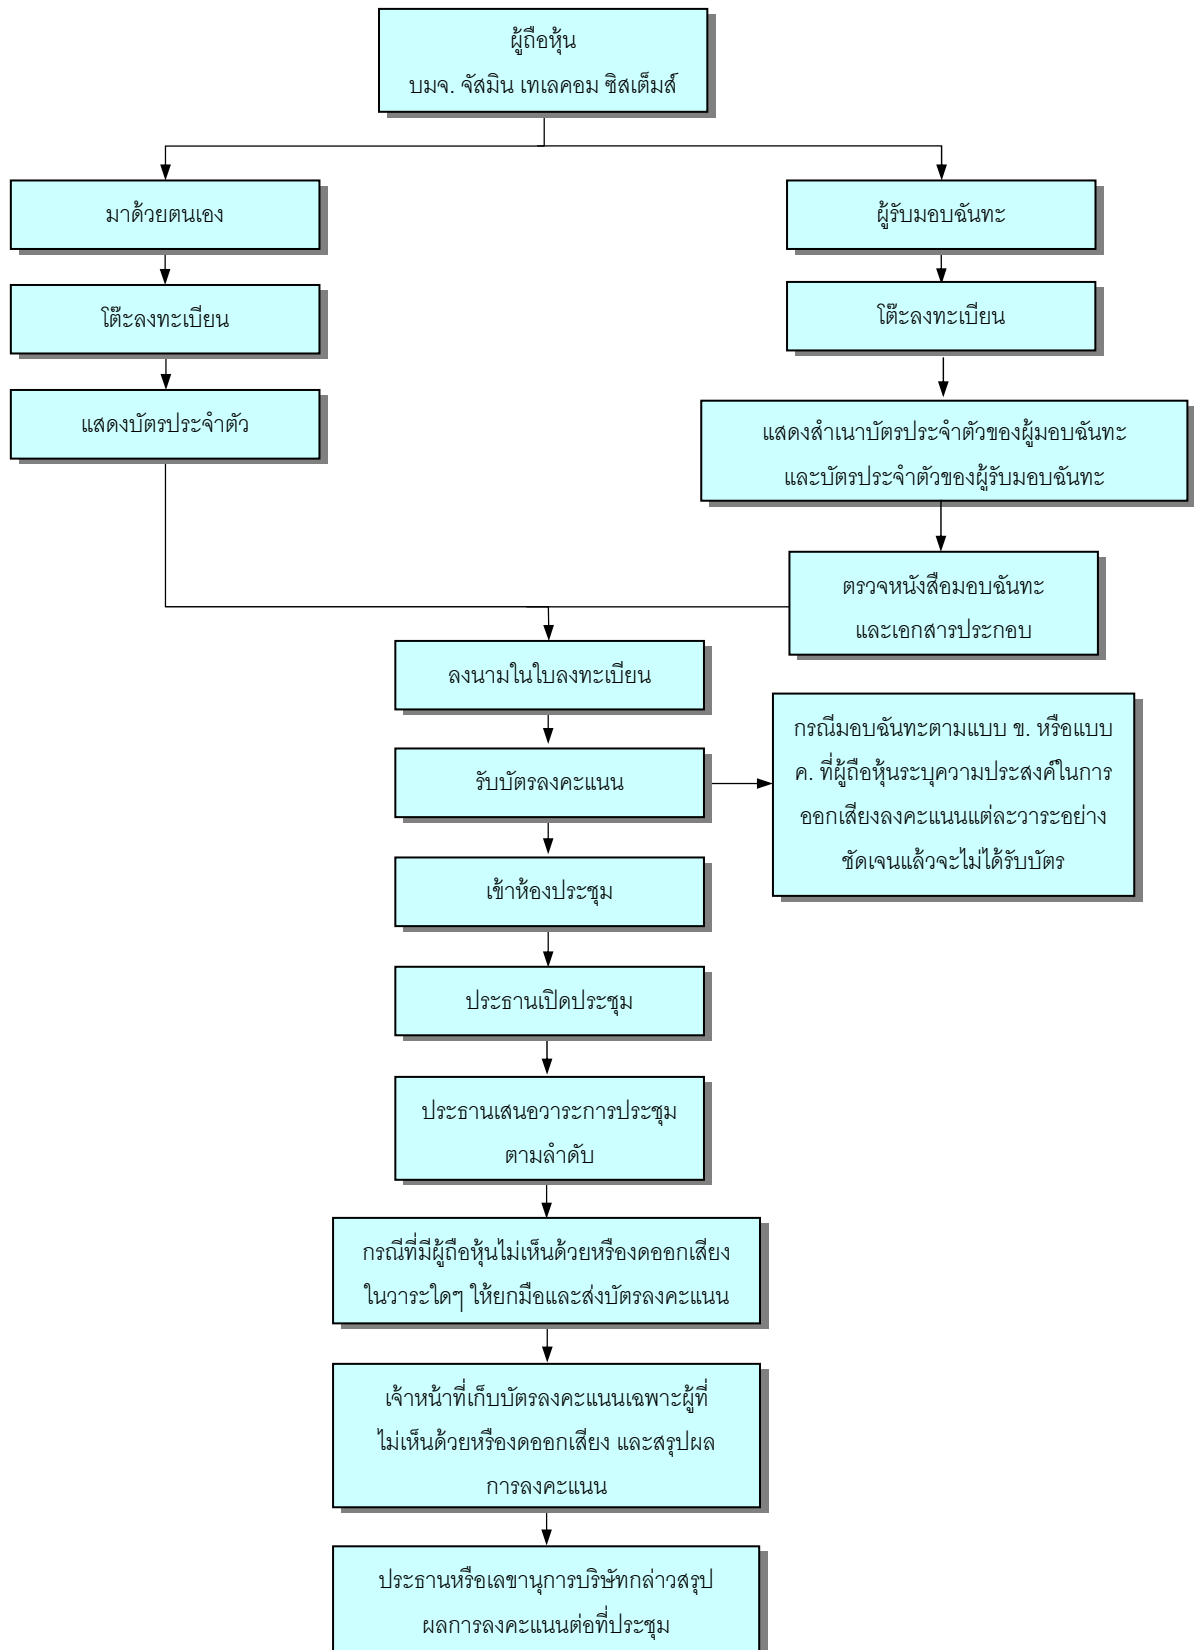 ผู้ถือหุ้น
บมจ. จัสมิน เทเลคอม ซิสเต็มส์
มาด้วยตนเอง
ผู้รับมอบฉันทะ
โต๊ะลงทะเบียน
โต๊ะลงทะเบียน
แสดงบัตรประจำตัว
แสดงสำเนาบัตรประจำตัวของผู้มอบฉันทะ
และบัตรประจำตัวของผู้รับมอบฉันทะ
ตรวจหนังสือมอบฉันทะ
และเอกสารประกอบ
ลงนามในใบลงทะเบียน
รับบัตรลงคะแนน
กรณีมอบฉันทะตามแบบ ข. หรือแบบ
ค. ที่ผู้ถือหุ้นระบุความประสงค์ในการ
ออกเสียงลงคะแนนแต่ละวาระอย่าง
ชัดเจนแล้วจะไม่ได้รับบัตร
เข้าห้องประชุม
ประธานเปิดประชุม
ประธานเสนอวาระการประชุม
ตามลำดับ
กรณีที่มีผู้ถือหุ้นไม่เห็นด้วยหรืองดออกเสียง
ในวาระใดๆ ให้ยกมือและส่งบัตรลงคะแนน
เจ้าหน้าที่เก็บบัตรลงคะแนนเฉพาะผู้ที่
ไม่เห็นด้วยหรืองดออกเสียง และสรุปผล
การลงคะแนน
ประธานหรือเลขานุการบริษัทกล่าวสรุป
ผลการลงคะแนนต่อที่ประชุม